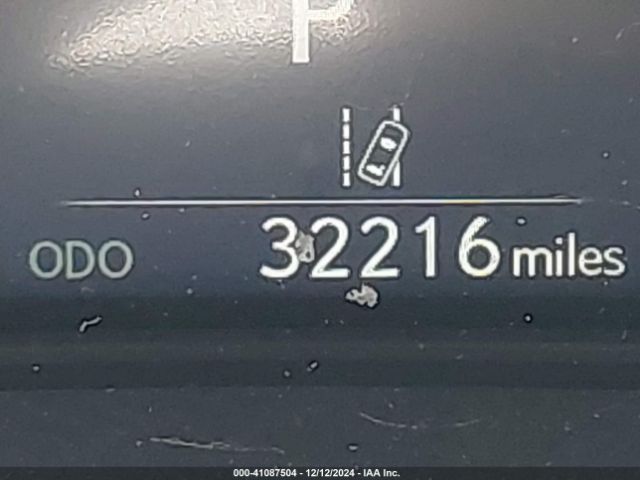 P
ODO 32216 miles
000-41087504 - 12/12/2024 - IAA Inc.